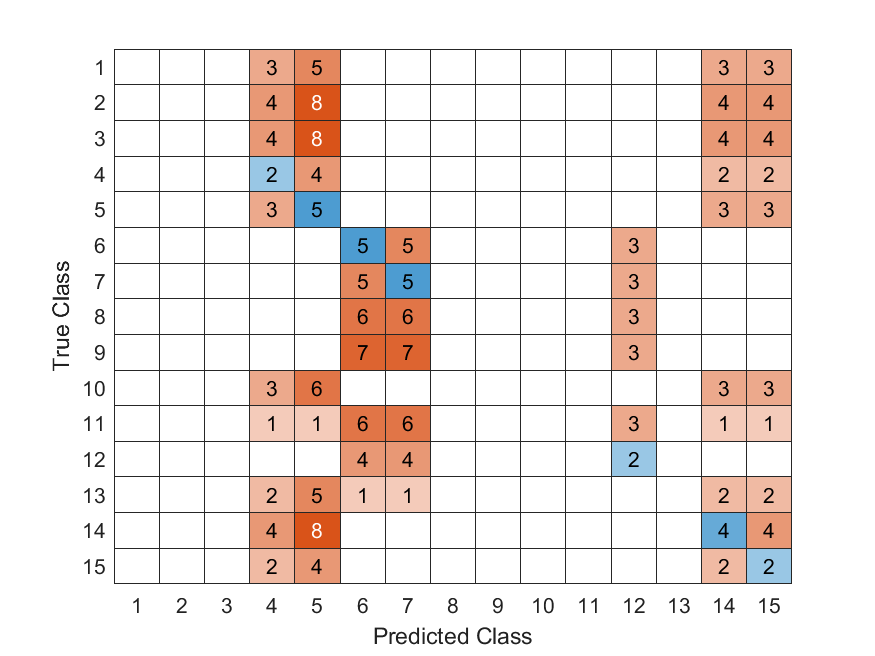 1 3 5 3 3
2 4 8 4 4
3 4 8 4 4
4 2 4 2 2
5 3 5 3 3
6 5 5 3
7 5 5 3
8 6 6 3
9 7 7 3
10 3 6 3 3
11 1 1 6 6 3 1 1
12 4 4 2
13 2 5 1 1 2 2
14 4 8 4 4
15 2 4 2 2
1 2 3 4 5 6 7 8 9 10 11 12 13 14 15
Predicted Class
True Class